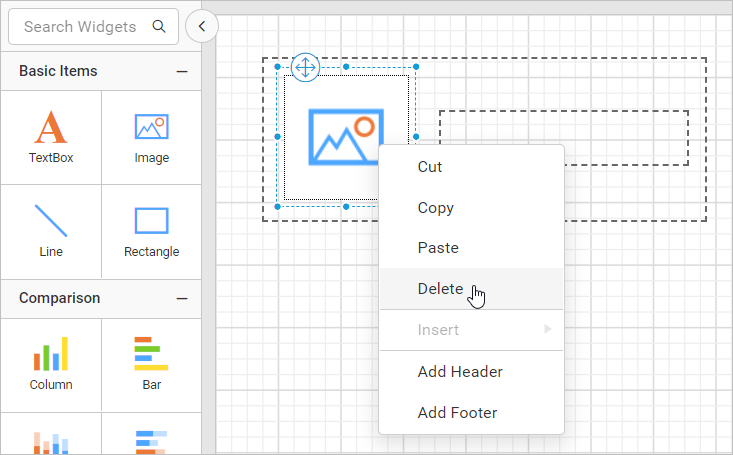 Search Widgets
Basic Items
TextBox
Image
Line
Rectangle
Comparison
Column
Bar
Cut
Copy
Paste
Delete
Insert
Add Header
Add Footer